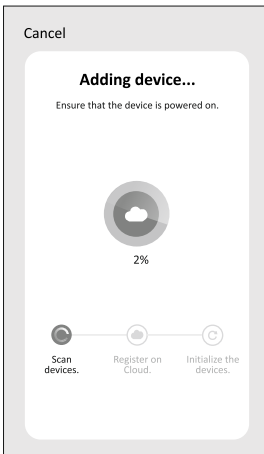 Cancel
Adding device...
Ensure that the device is powered on.
2%
Scan
devices.
Register on
Cloud.
Initialize the
devices.